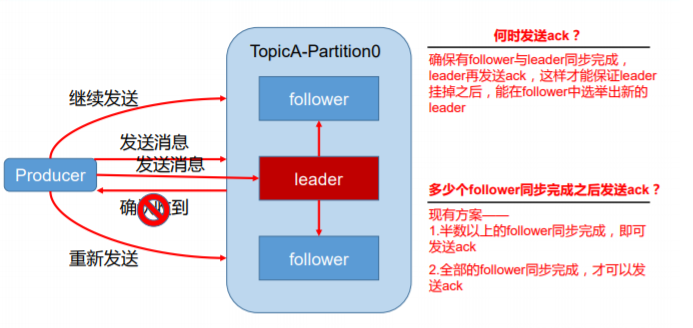 TopicA-Partition0
follower
继续发送
发送消息
发送消息
Producer
leader
确认收到
重新发送
follower
何时发送ack？
确保有follower与leader同步完成，
leader再发送ack，这样才能保证leader
挂掉之后，能在follower中选举出新的
leader
多少个follower同步完成之后发送ack？
现有方案——
1.半数以上的follower同步完成，即可
发送ack
2.全部的follower同步完成，才可以发
送ack